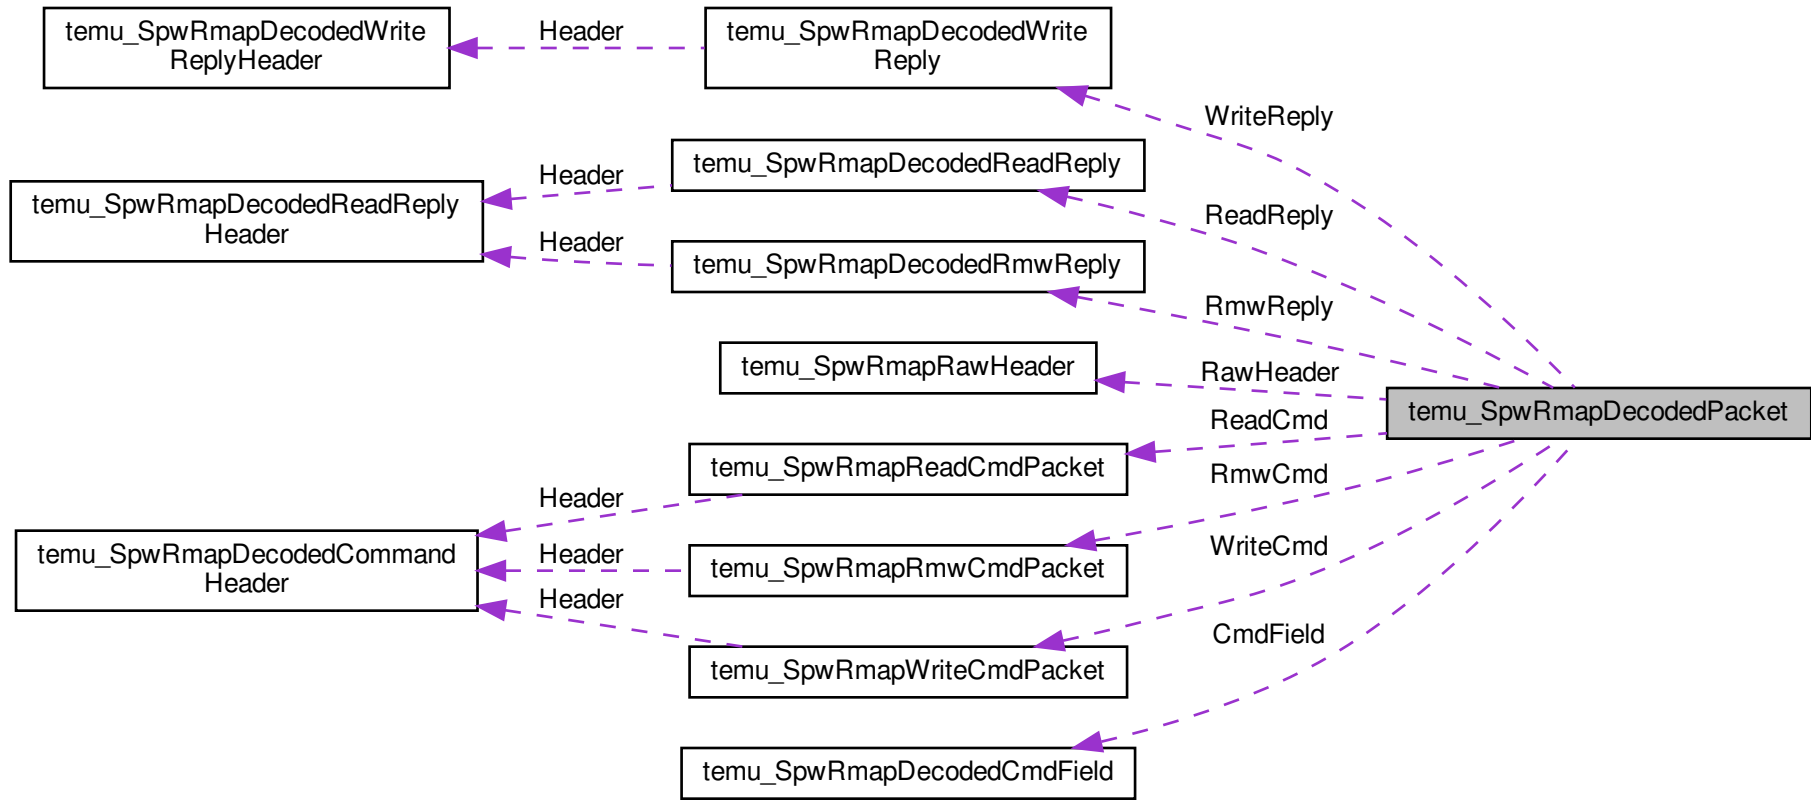 temu_SpwRmapDecodedWrite
ReplyHeader
Header
temu_SpwRmapDecodedWrite
Reply
WriteReply
temu_SpwRmapDecodedReadReply
Header
Header
temu_SpwRmapDecodedReadReply
ReadReply
Header
temu_SpwRmapDecodedRmwReply
RmwReply
temu_SpwRmapRawHeader
RawHeader
temu_SpwRmapDecodedPacket
ReadCmd
temu_SpwRmapReadCmdPacket
RmwCmd
Header
temu_SpwRmapDecodedCommand
Header
Header
temu_SpwRmapRmwCmdPacket
WriteCmd
Header
temu_SpwRmapWriteCmdPacket
CmdField
temu_SpwRmapDecodedCmdField